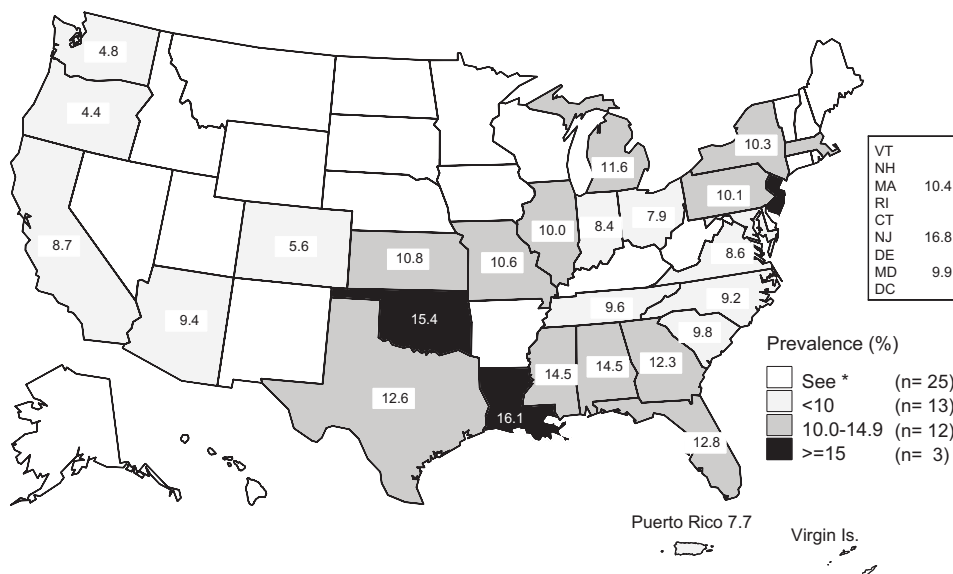 4.8
4.4
10.3
11.6
VT
NH
MA 10.4
RI
CT
NJ 16.8
DE
MD 9.9
DC
10.1
7.9
8.4
10.0
8.7
5.6
8.6
10.8
10.6
9.2
9.6
9.4
15.4
9.8
Prevalence (%)
12.3
14.5
14.5
See * (n= 25)
12.6
<10 (n= 13)
16.1
10.0-14.9 (n= 12)
12.8
>=15 (n= 3)
Puerto Rico 7.7
Virgin Is.